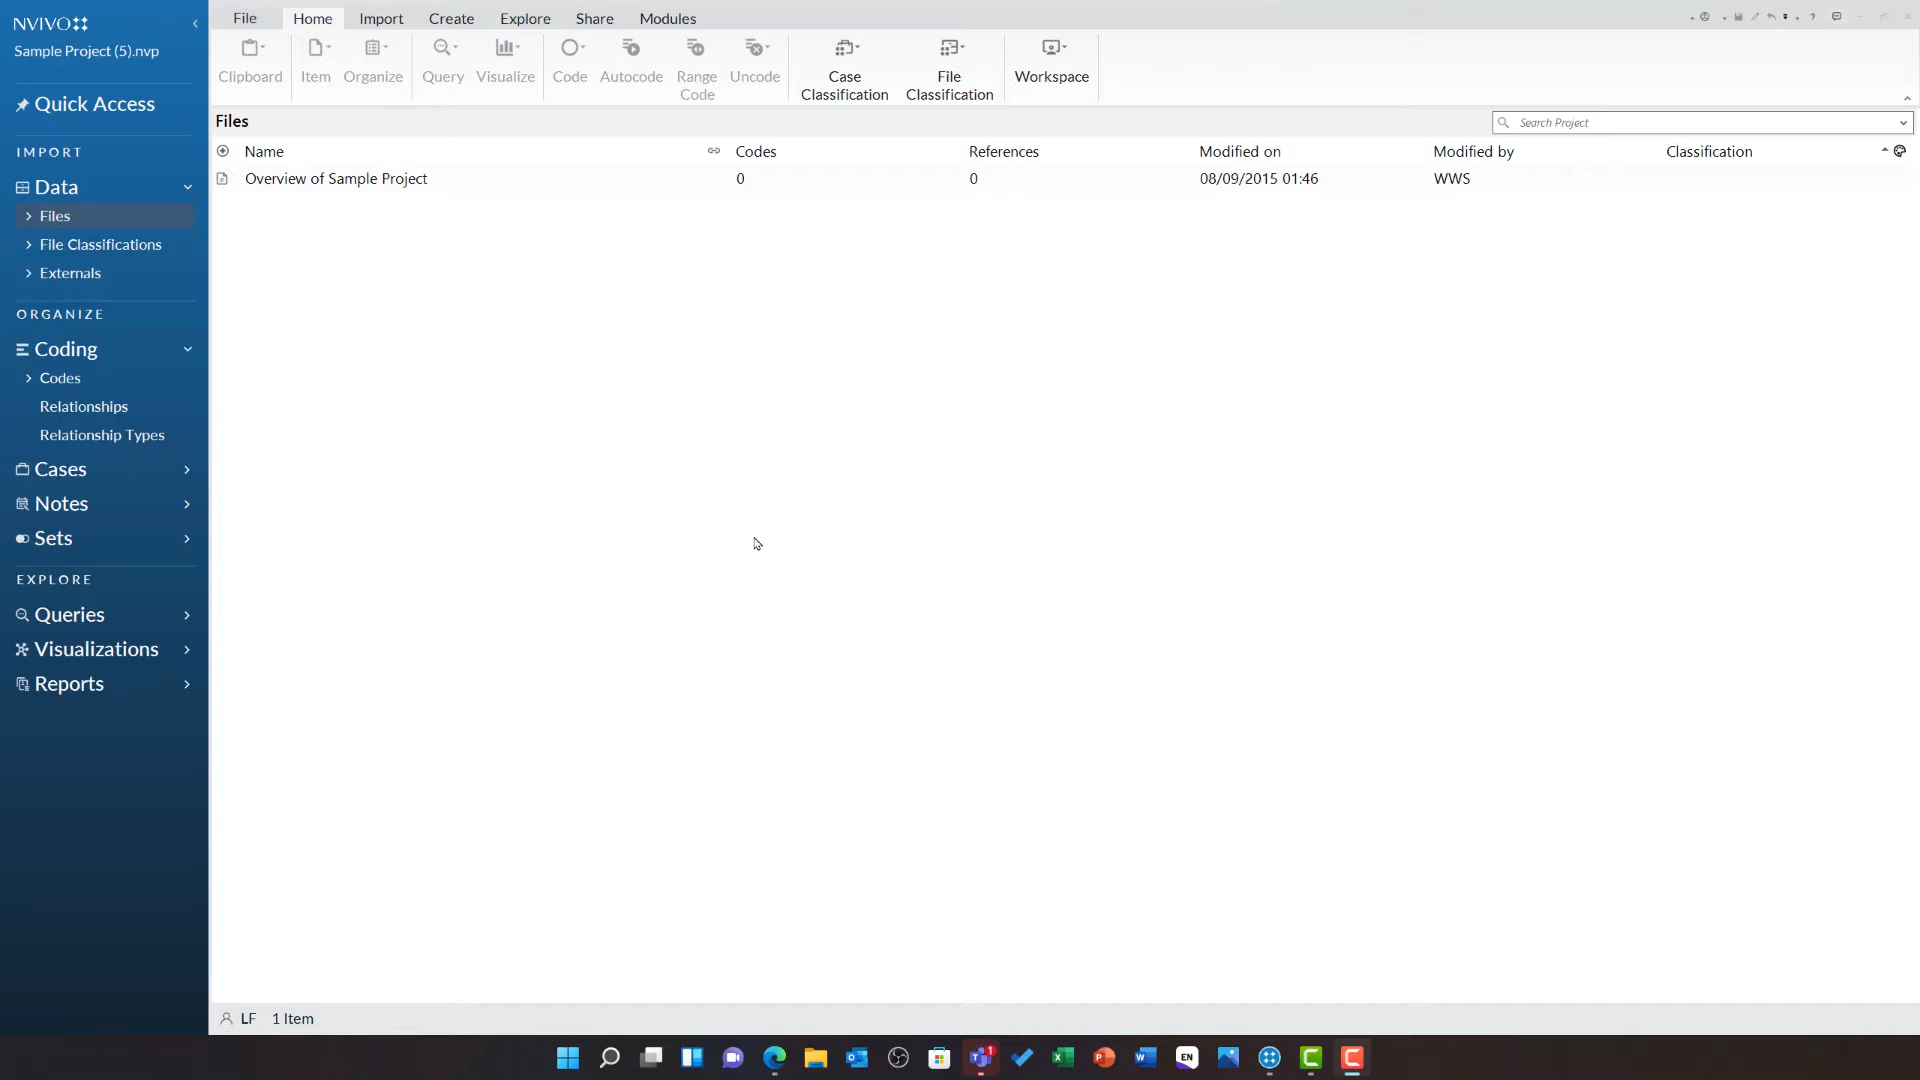 NVIVO
Sample Project (5).nvp
Quick Access
IMPORT
Data
Files
File Classifications
Externals
ORGANIZE
Coding
Codes
Relationships
Relationship Types
Cases
Notes
Sets
EXPLORE
Queries
Visualizations
Reports
File Home Import Create Explore Share Modules
Clipboard Item Organize Query Visualize Code Autocode Range Code Uncode Case Classification File Classification Workspace
Files
Search Project
Name Codes References Modified on Modified by Classification
Overview of Sample Project 0 0 08/09/2015 01:46 WWS
LF 1 Item
1
EN